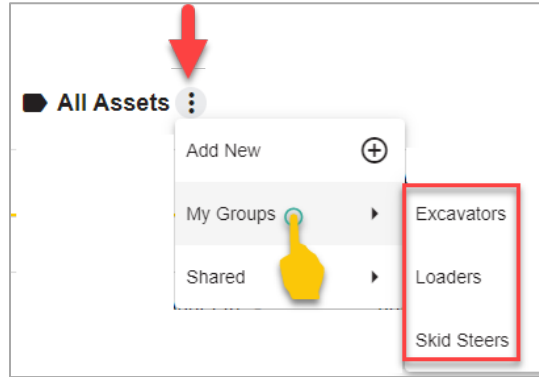 All Assets
Add New
My Groups
Excavators
Shared
Loaders
Skid Steers